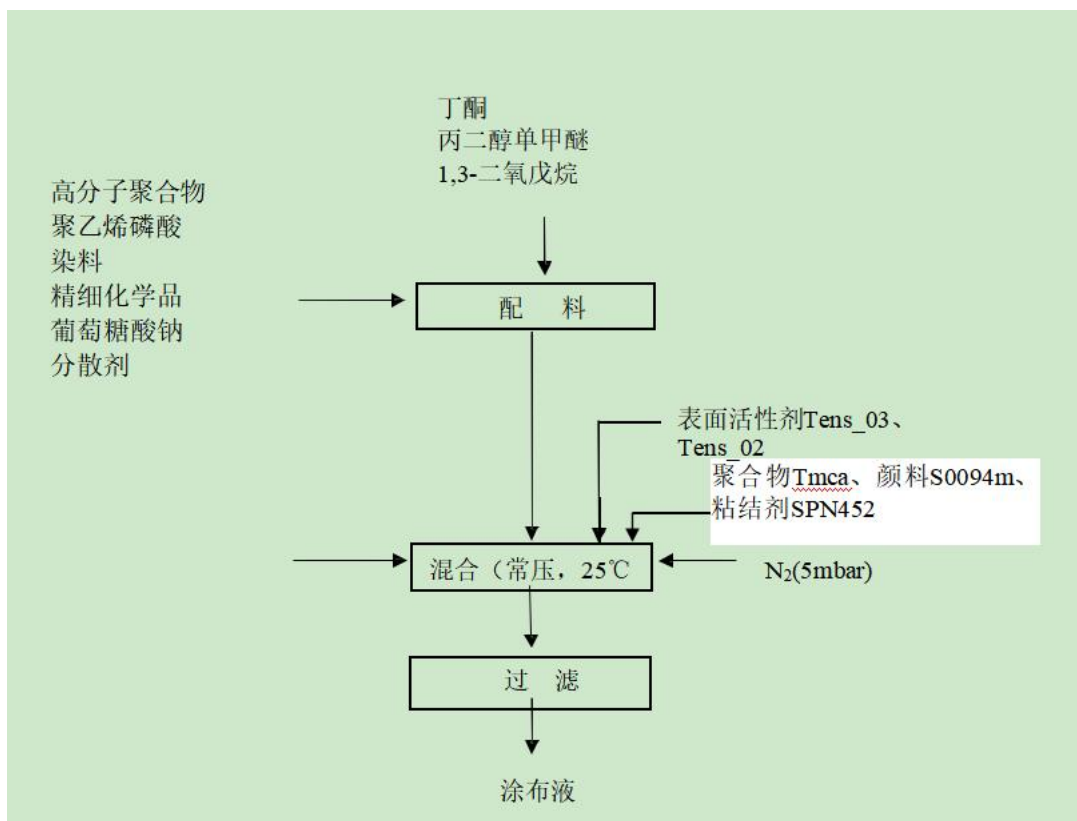 丁酮
丙二醇单甲醚
1,3-二氧戊烷
高分子聚合物
聚乙烯磷酸
染料
精细化学品
葡萄糖酸钠
分散剂
配 料
表面活性剂Tens_03、
Tens_02
聚合物Tmca、颜料S0094m、
粘结剂SPN452
混合（常压，25℃
N₂(5mbar)
过 滤
涂布液